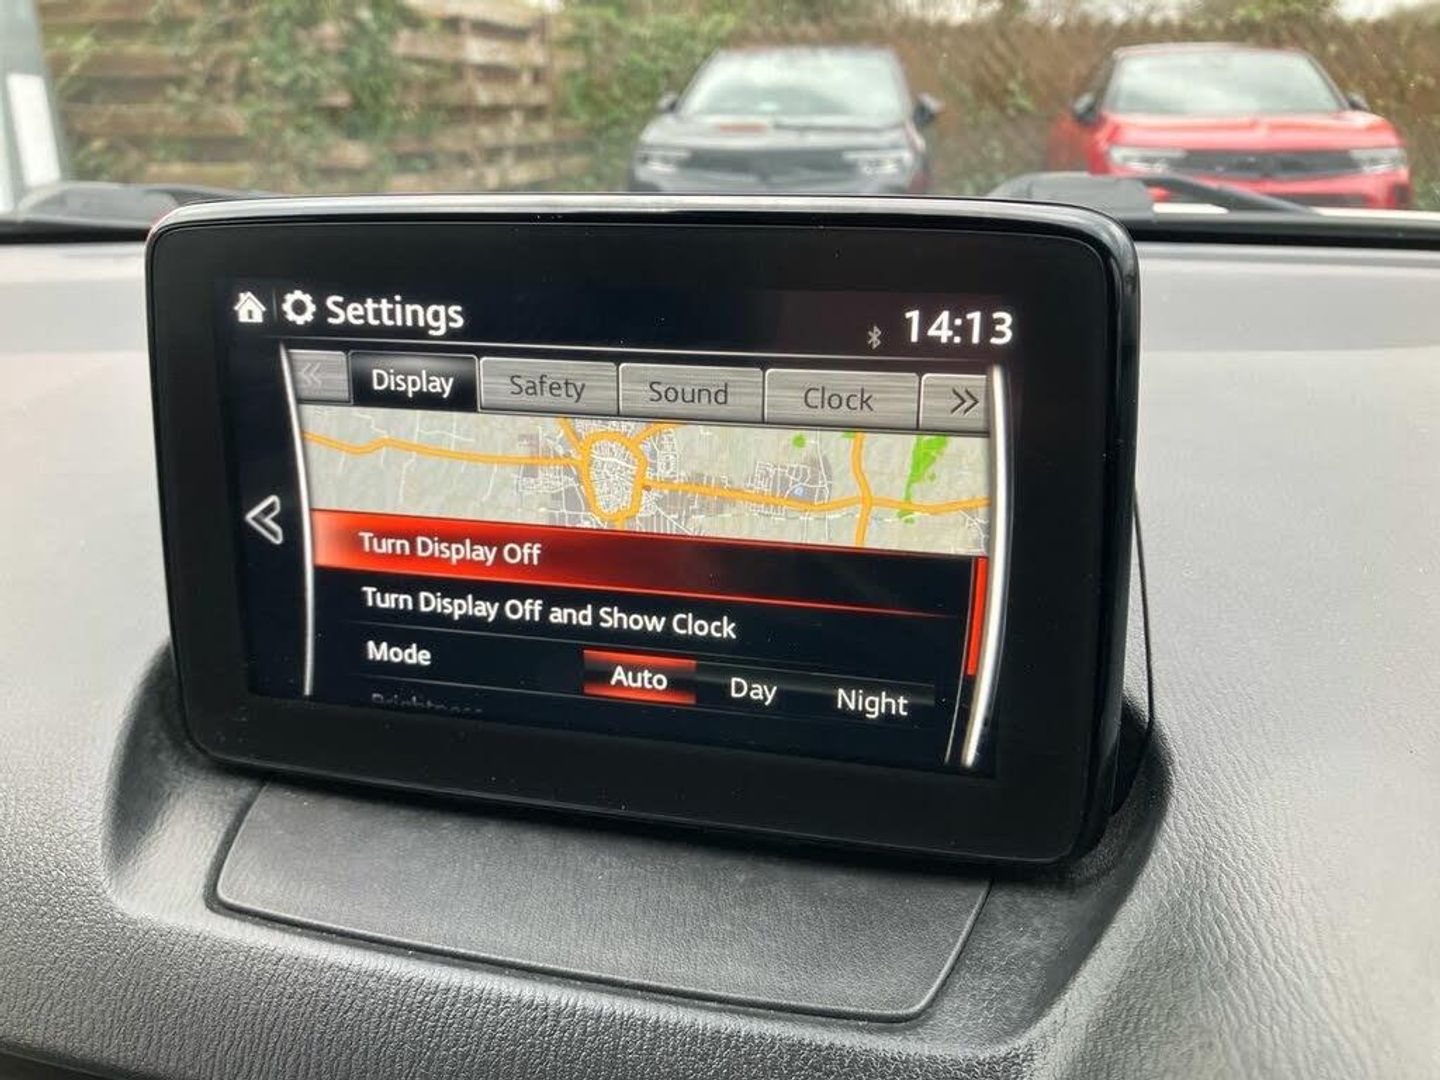 Settings
14:13
Display Safety Sound Clock
Turn Display Off
Turn Display Off and Show Clock
Mode Auto Day Night